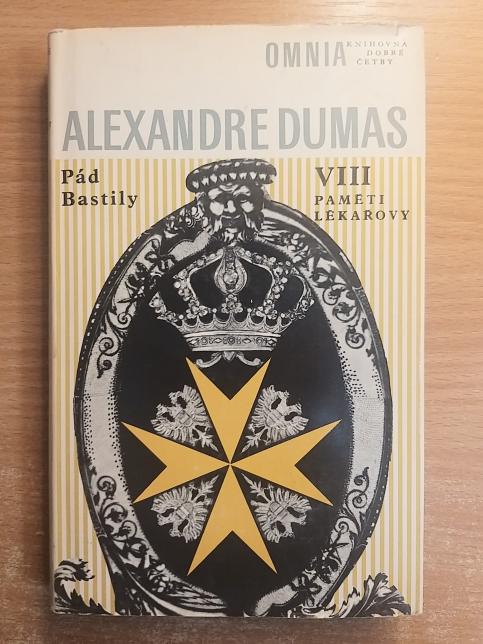 OMNIA
KNIHOVNA
DOBRÉ
ČETBY
ALEXANDRE DUMAS
Pád
Bastily
VIII
PAMĚTI
LÉKAŘOVY